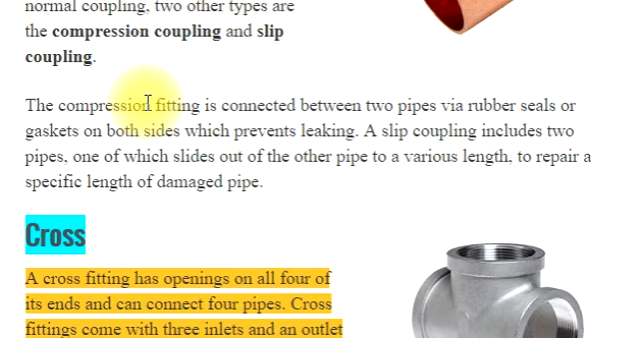 normal coupling, two other types are
the compression coupling and slip
coupling.
The compression fitting is connected between two pipes via rubber seals or
gaskets on both sides which prevents leaking. A slip coupling includes two
pipes, one of which slides out of the other pipe to a various length, to repair a
specific length of damaged pipe.
Cross
A cross fitting has openings on all four of
its ends and can connect four pipes. Cross
fittings come with three inlets and an outlet